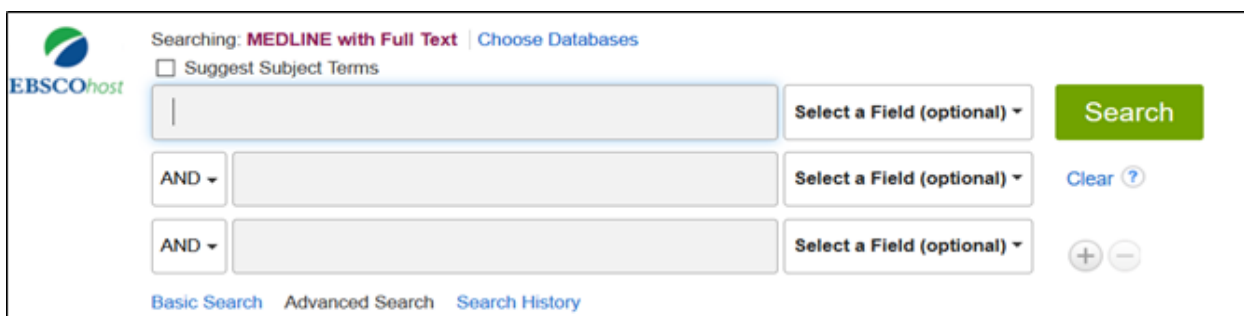 Searching: MEDLINE with Full Text | Choose Databases
Suggest Subject Terms
EBSCOhost
Select a Field (optional)
Search
AND
Select a Field (optional)
Clear ?
AND
Select a Field (optional)
Basic Search Advanced Search Search History